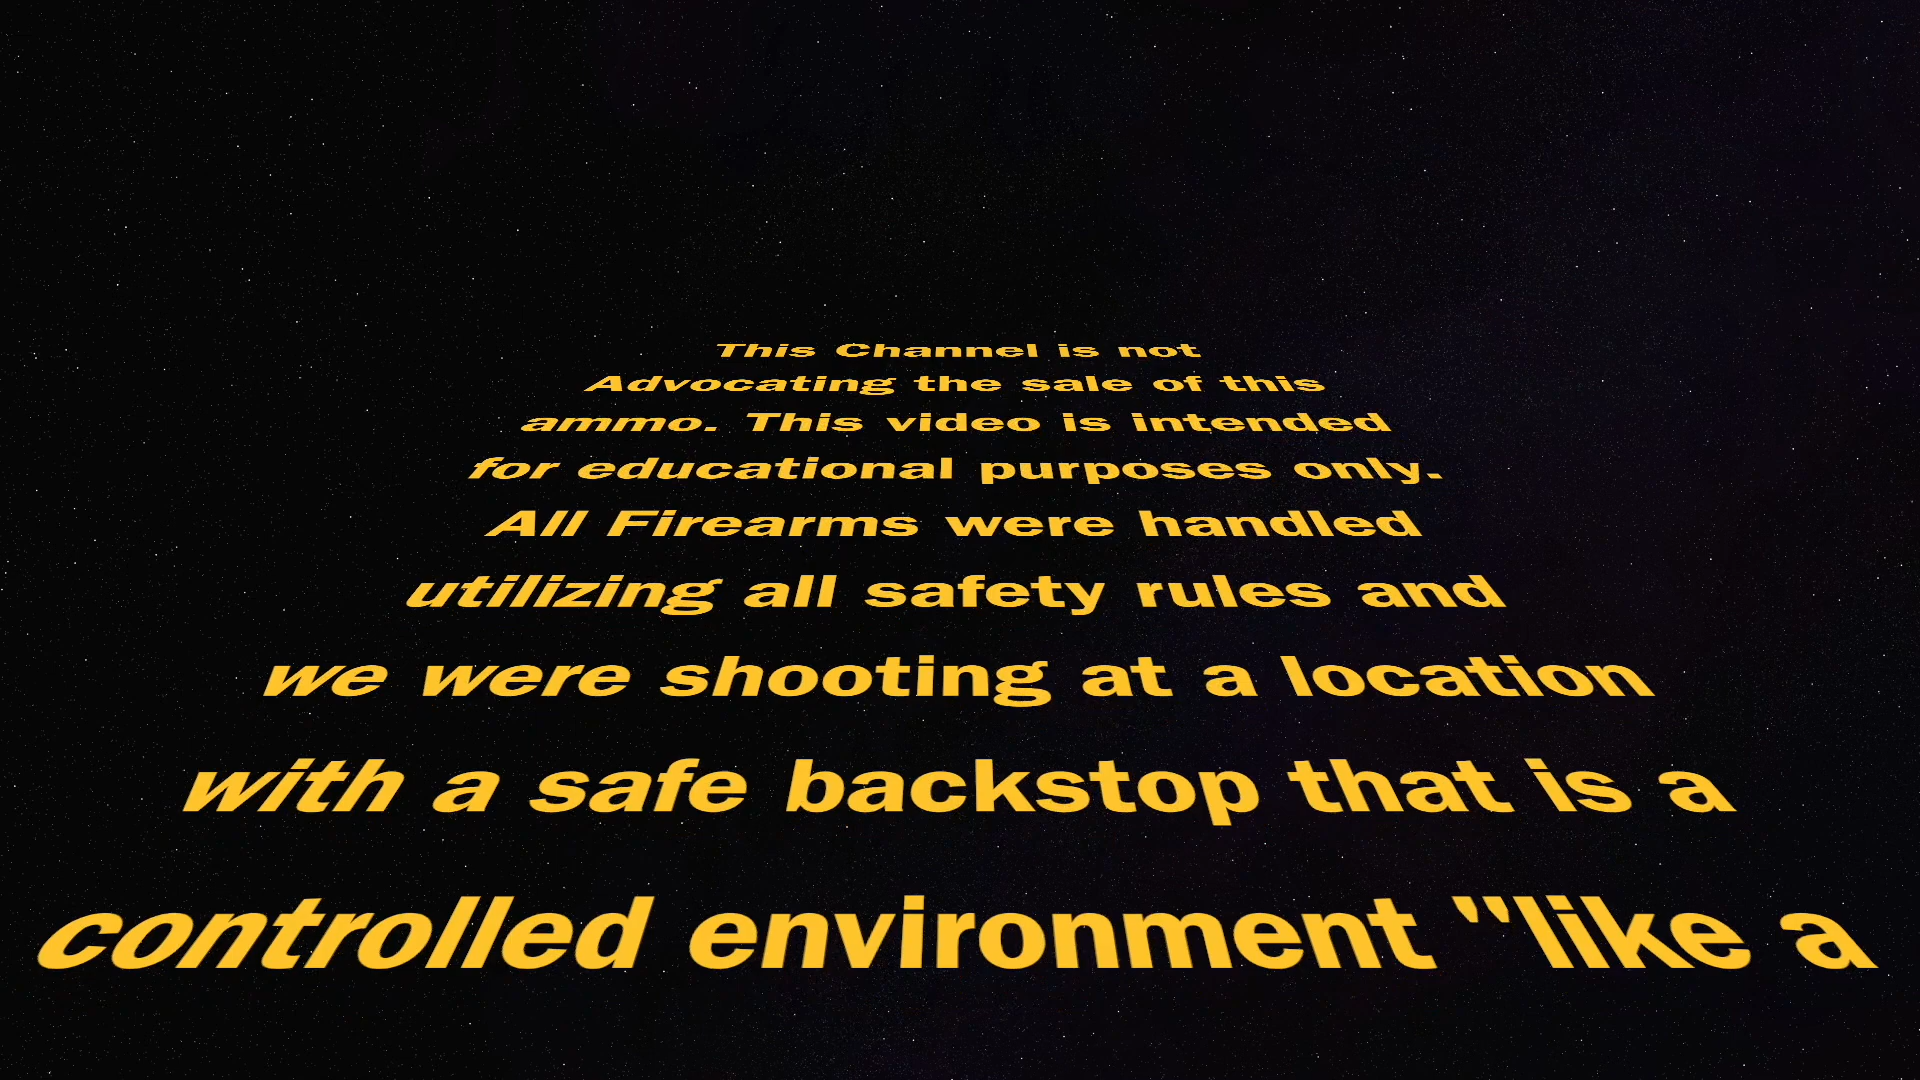 This Channel is not
Advocating the sale of this
ammo. This video is intended
for educational purposes only.
All Firearms were handled
utilizing all safety rules and
we were shooting at a location
with a safe backstop that is a
controlled environment "like a